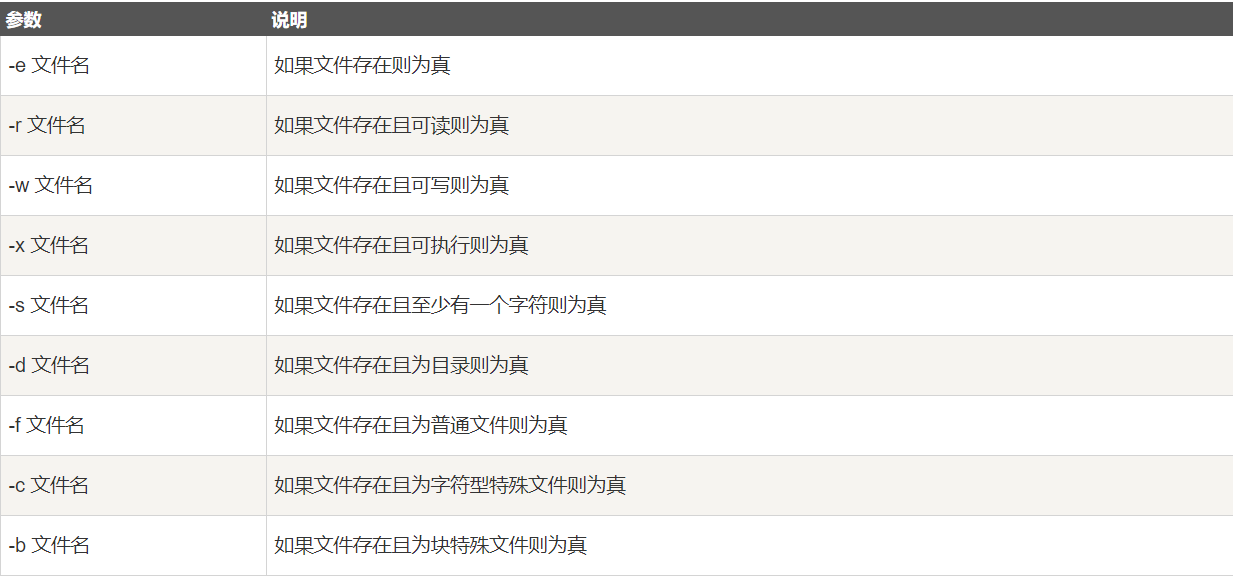 参数 说明
-e 文件名 如果文件存在则为真
-r 文件名 如果文件存在且可读则为真
-w 文件名 如果文件存在且可写则为真
-x 文件名 如果文件存在且可执行则为真
-s 文件名 如果文件存在且至少有一个字符则为真
-d 文件名 如果文件存在且为目录则为真
-f 文件名 如果文件存在且为普通文件则为真
-c 文件名 如果文件存在且为字符型特殊文件则为真
-b 文件名 如果文件存在且为块特殊文件则为真